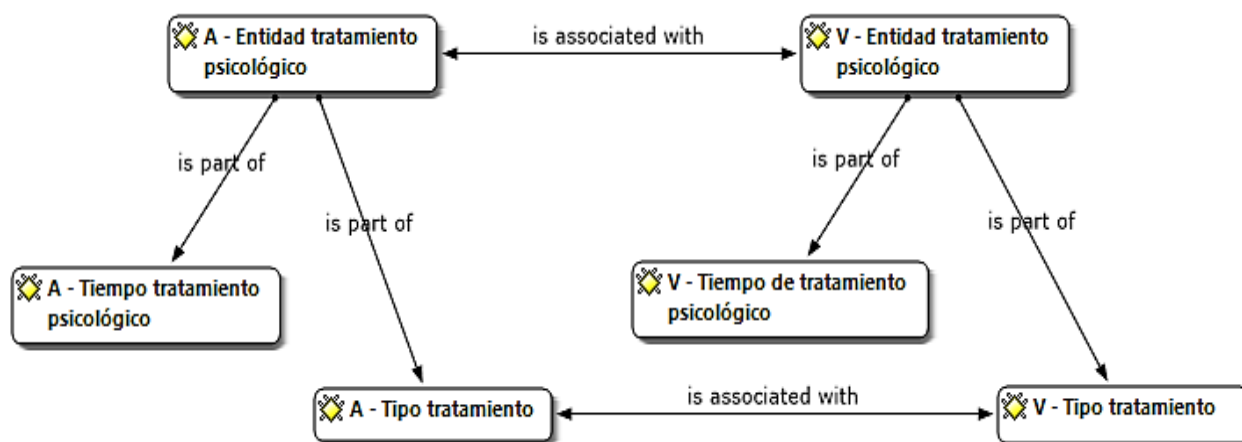 A - Entidad tratamiento
psicológico
is associated with
V - Entidad tratamiento
psicológico
is part of
is part of
is part of
is part of
A - Tiempo tratamiento
psicológico
V - Tiempo de tratamiento
psicológico
A - Tipo tratamiento
is associated with
V - Tipo tratamiento